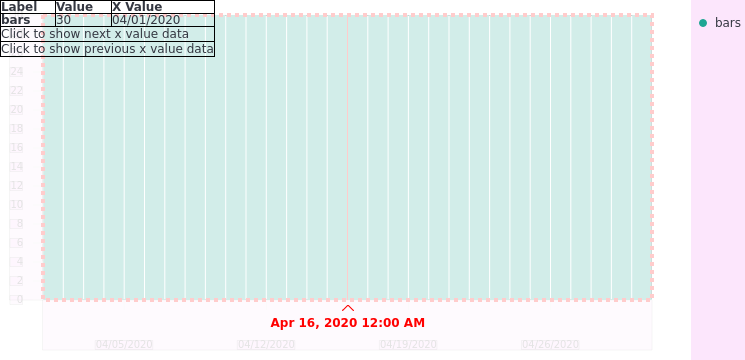 Label Value X Value
bars 30 04/01/2020
Click to show next x value data
Click to show previous x value data
bars
24
22
20
18
16
14
12
10
8
6
4
2
0
Apr 16, 2020 12:00 AM
04/05/2020 04/12/2020 04/19/2020 04/26/2020